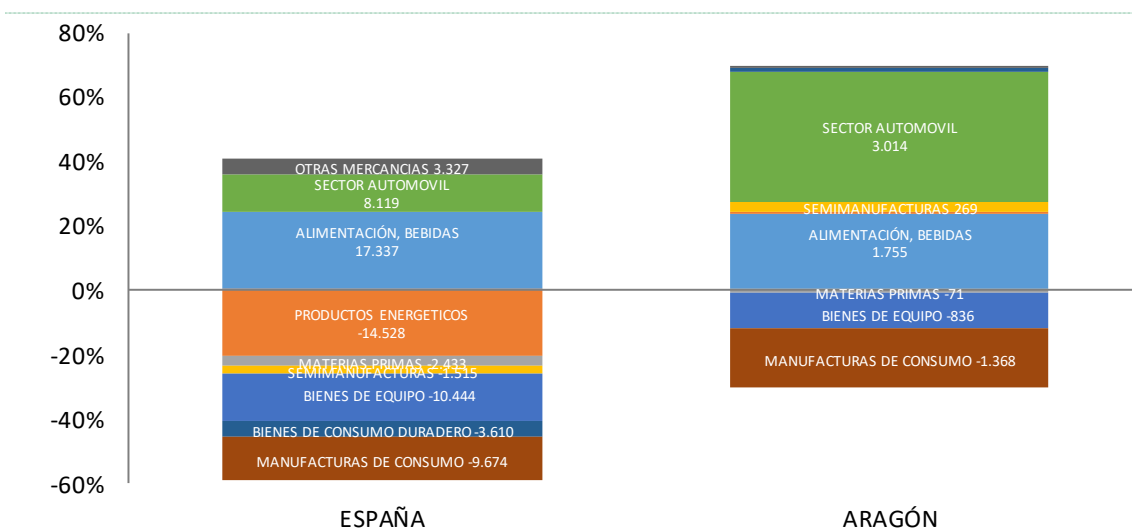 80%
60%
40%
20%
0%
-20%
-40%
-60%
OTRAS MERCANCIAS 3.327
SECTOR AUTOMOVIL
8.119
ALIMENTACIÓN, BEBIDAS
17.337
PRODUCTOS ENERGETICOS
-14.528
MATERIAS PRIMAS -2.433
SEMIMANUFACTURAS -1.515
BIENES DE EQUIPO -10.444
BIENES DE CONSUMO DURADERO -3.610
MANUFACTURAS DE CONSUMO -9.674
SECTOR AUTOMOVIL
3.014
SEMIMANUFACTURAS 269
ALIMENTACIÓN, BEBIDAS
1.755
MATERIAS PRIMAS -71
BIENES DE EQUIPO -836
MANUFACTURAS DE CONSUMO -1.368
ESPAÑA
ARAGÓN